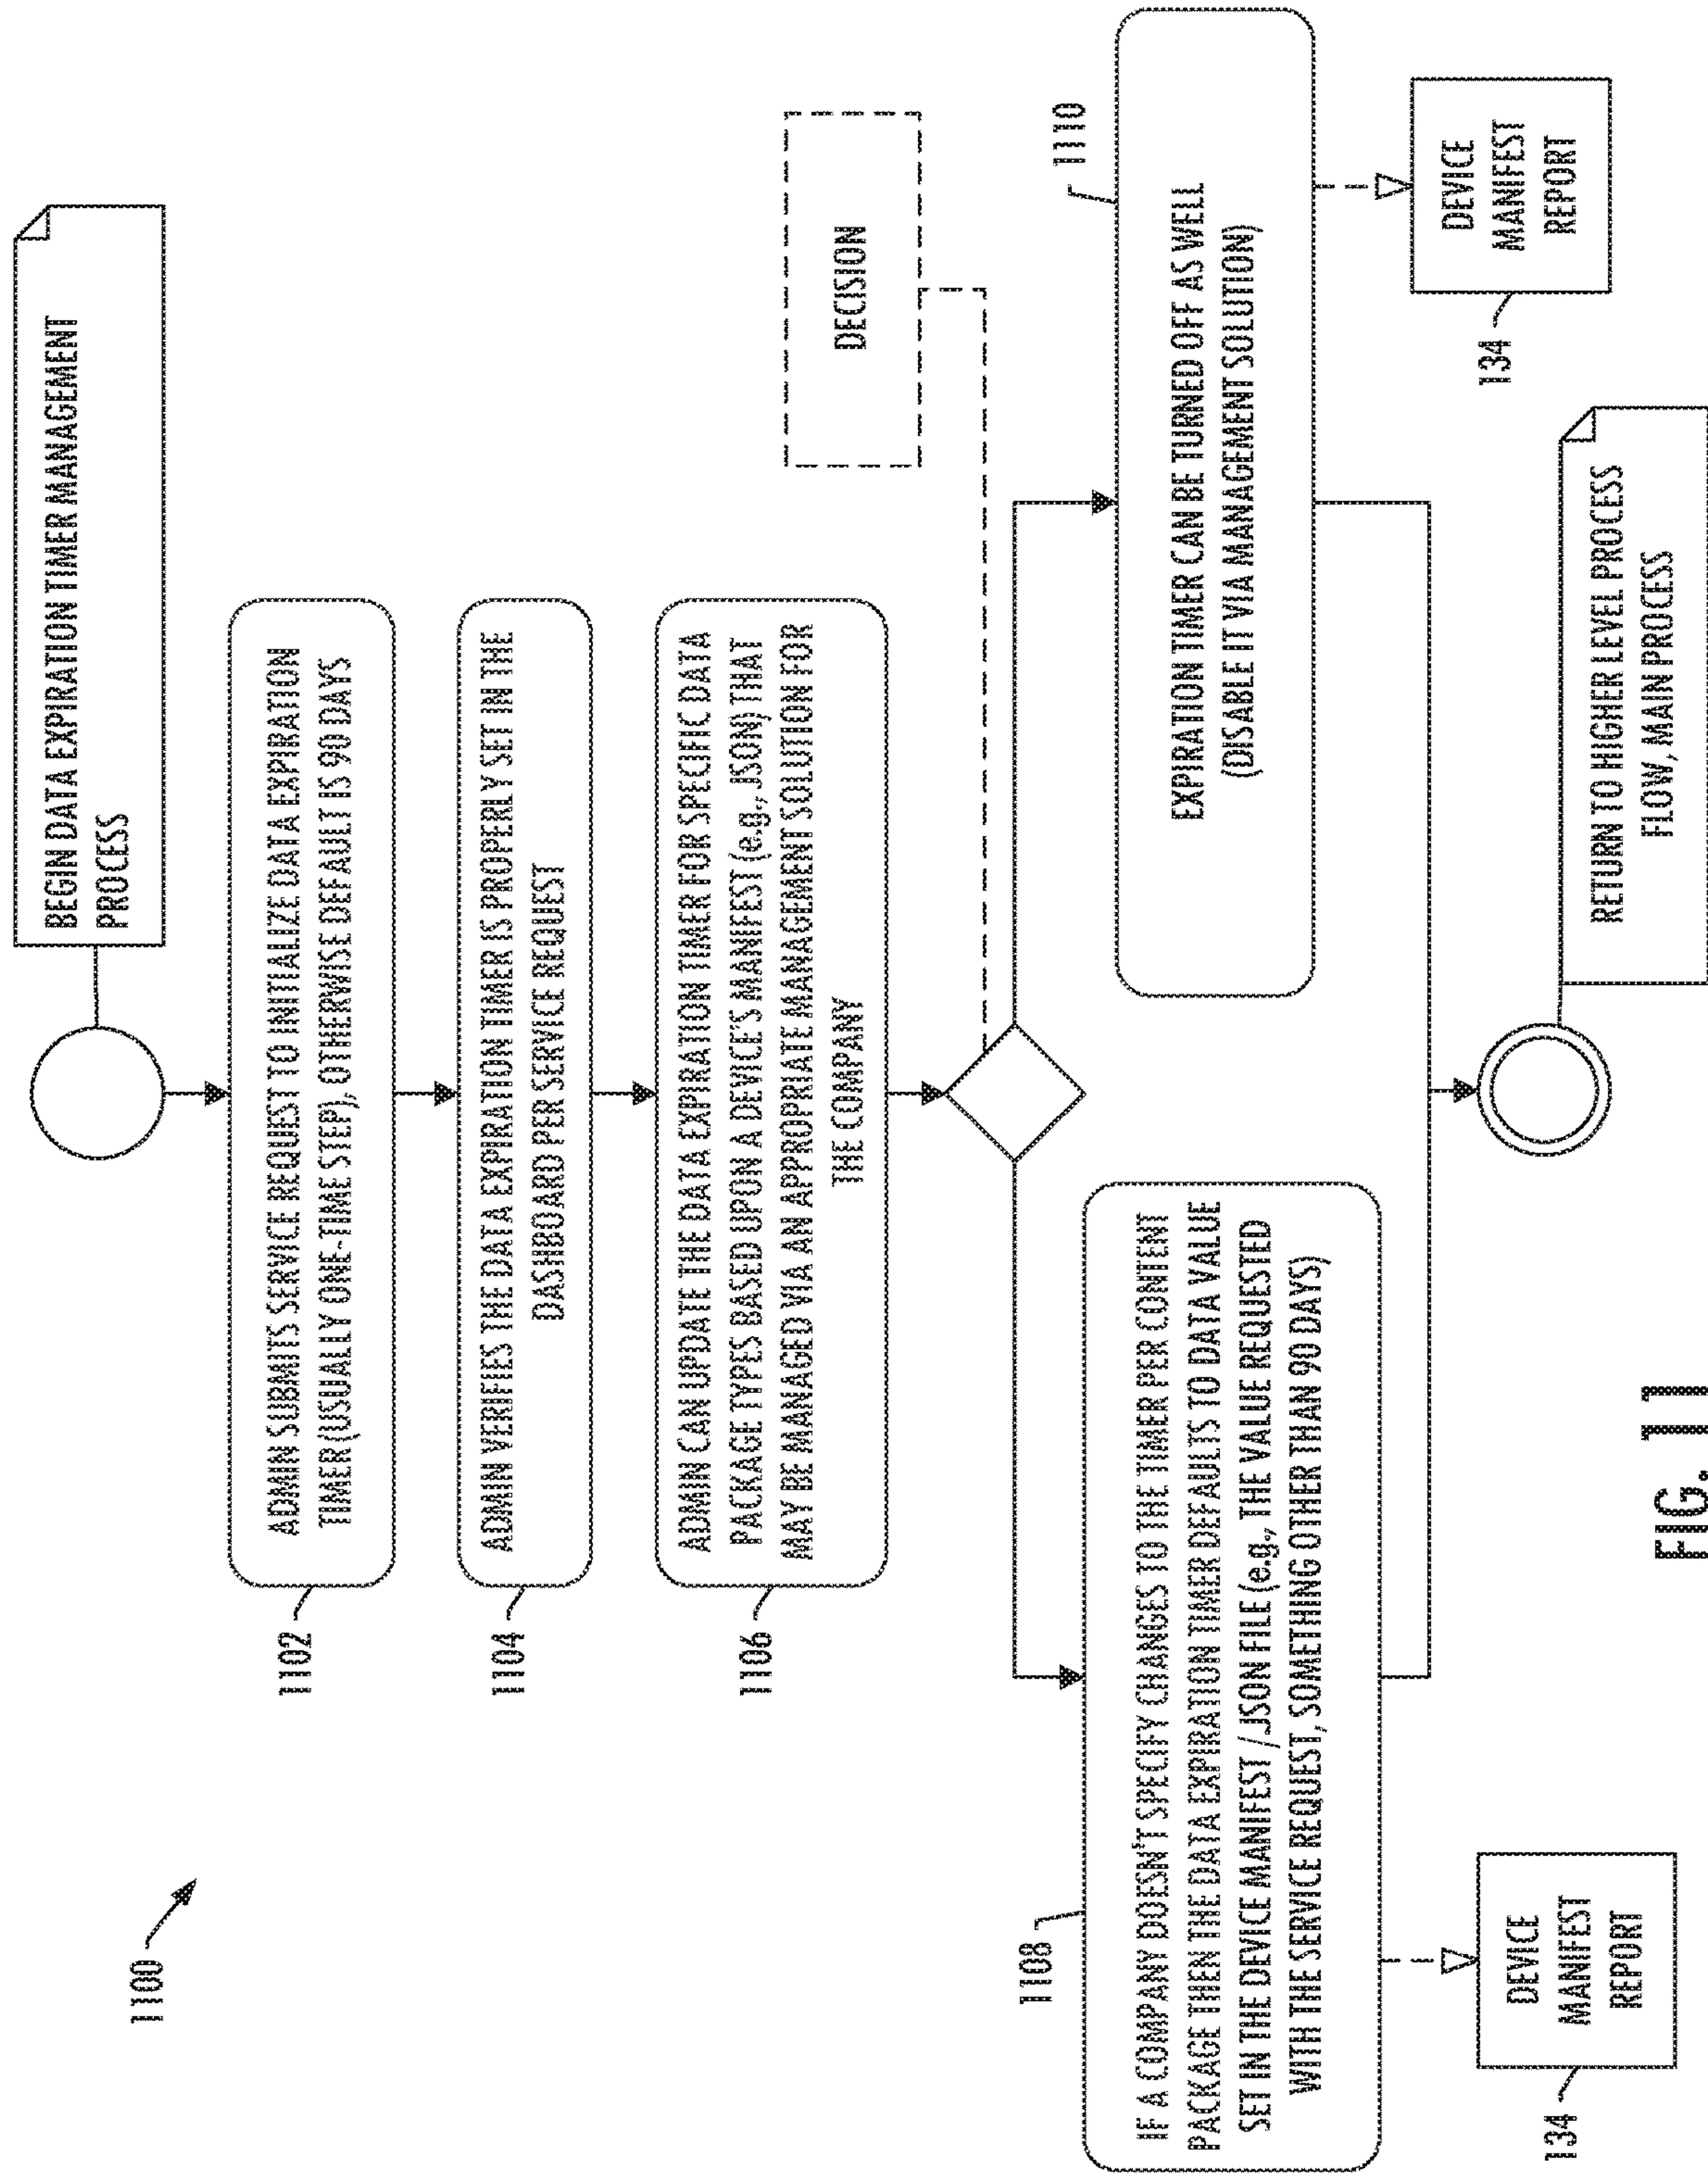 1100
BEGIN DATA EXPIRATION TIMER MANAGEMENT
PROCESS
1102
ADMIN SUBMITS SERVICE REQUEST TO INITIALIZE DATA EXPIRATION
TIMER (USUALLY ONE-TIME STEP), OTHERWISE DEFAULT IS 90 DAYS
1104
ADMIN VERIFIES THE DATA EXPIRATION TIMER IS PROPERLY SET IN THE
DASHBOARD PER SERVICE REQUEST
1106
ADMIN CAN UPDATE THE DATA EXPIRATION TIMER FOR SPECIFIC DATA
PACKAGE TYPES BASED UPON A DEVICE'S MANIFEST (e.g., JSON) THAT
MAY BE MANAGED VIA AN APPROPRIATE MANAGEMENT SOLUTION FOR
THE COMPANY
DECISION
1108
IF A COMPANY DOESN'T SPECIFY CHANGES TO THE TIMER PER CONTENT
PACKAGE THEN THE DATA EXPIRATION TIMER DEFAULTS TO DATA VALUE
SET IN THE DEVICE MANIFEST / JSON FILE (e.g., THE VALUE REQUESTED
WITH THE SERVICE REQUEST, SOMETHING OTHER THAN 90 DAYS)
1110
EXPIRATION TIMER CAN BE TURNED OFF AS WELL
(DISABLE IT VIA MANAGEMENT SOLUTION)
134
DEVICE
MANIFEST
REPORT
134
DEVICE
MANIFEST
REPORT
RETURN TO HIGHER LEVEL PROCESS
FLOW, MAIN PROCESS
FIG. 11